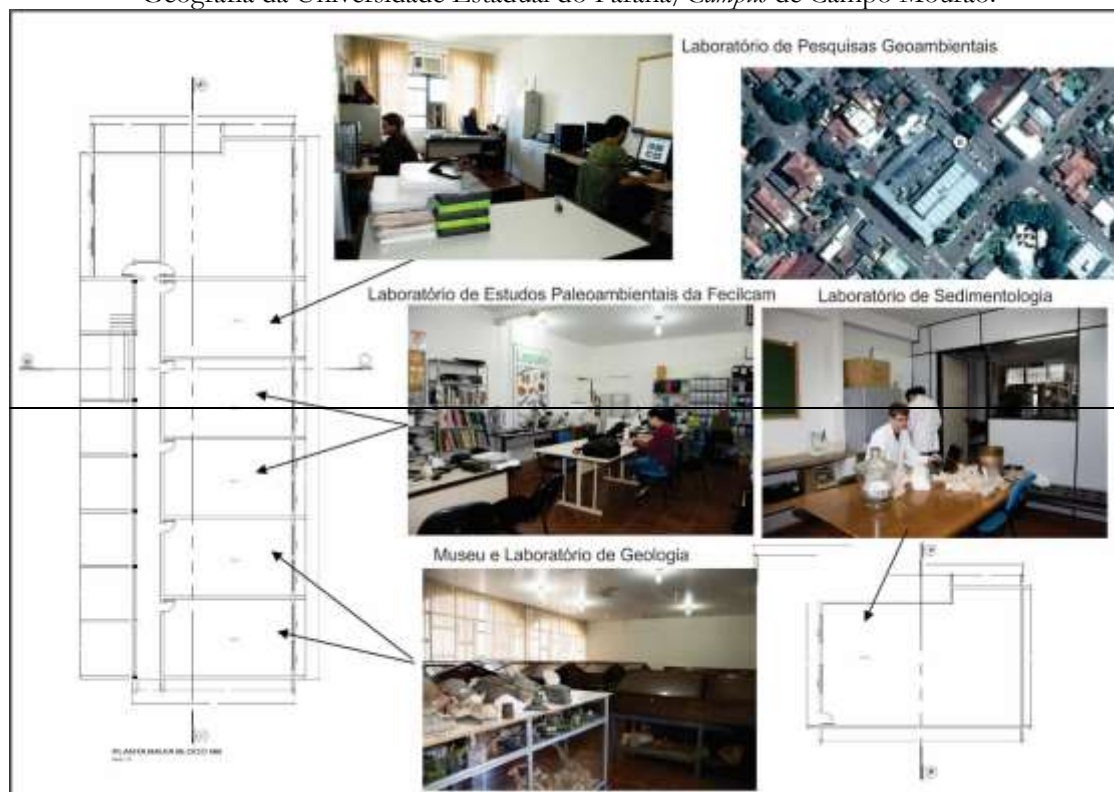 Geografia da Universidade Estadual do Paraná/ Campus de Campo Mourão.
Laboratório de Pesquisas Geoambientais
Laboratório de Estudos Paleoambientais da Fecilcam
Laboratório de Sedimentologia
Museu e Laboratório de Geologia